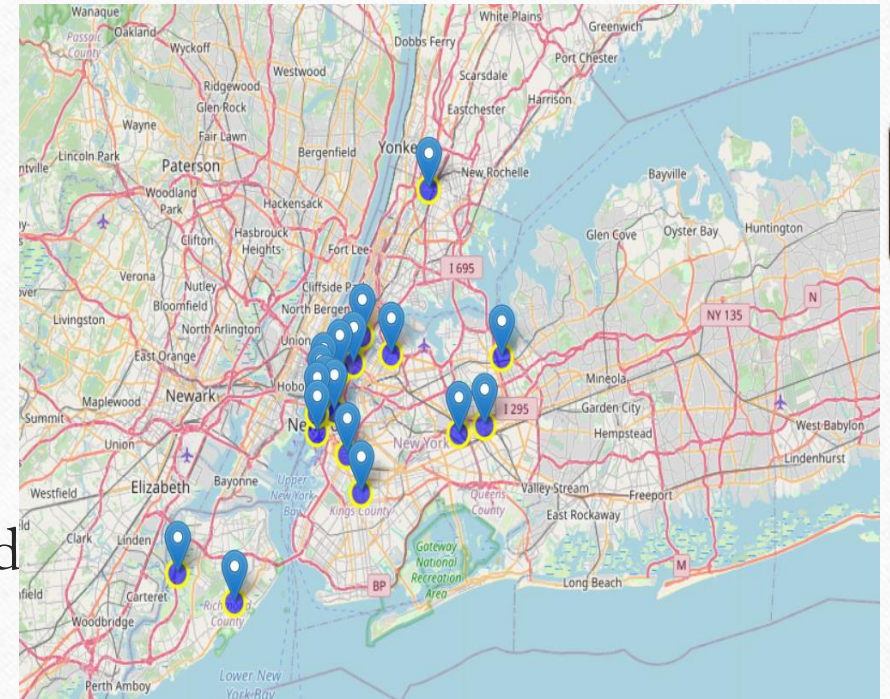 Wanaque
Oakland
White Plains
Greenwich
Passaic
County
Wyckoff
Dobbs Ferry
Port Chester
Westwood
Ridgewood
Scarsdale
Glen Rock
Eastchester
Harrison
Wayne
Fair Lawn
Bergenfield
Yonke
Lincoln Park
Paterson
New Rochelle
Bayville
Woodland
Park
Hackensack
Hasbrouck
Heights
Clifton
Fort Lee
Glen Cove
Oyster Bay
Huntington
I 695
Verona
Nutley
Cliffside Pa
N
Bloomfield
North Bergen
NY 135
Livingston
North Arlington
Union
East Orange
Hobo
Mineola
Maplewood
Newark
Garden City
I 295
Summit
New York
Hempstead
West Babylon
Union
Lindenhurst
Westfield
Elizabeth
Bayonne
Upper
New York
Bay
Kings County
Queens
County
Valley Stream
Freeport
East Rockaway
Clark
Linden
d
Gateway
National
Recreation
Area
BP
M
Long Beach
Carteret
County
Woodbridge
Perth Amboy
Lower New
York Bay